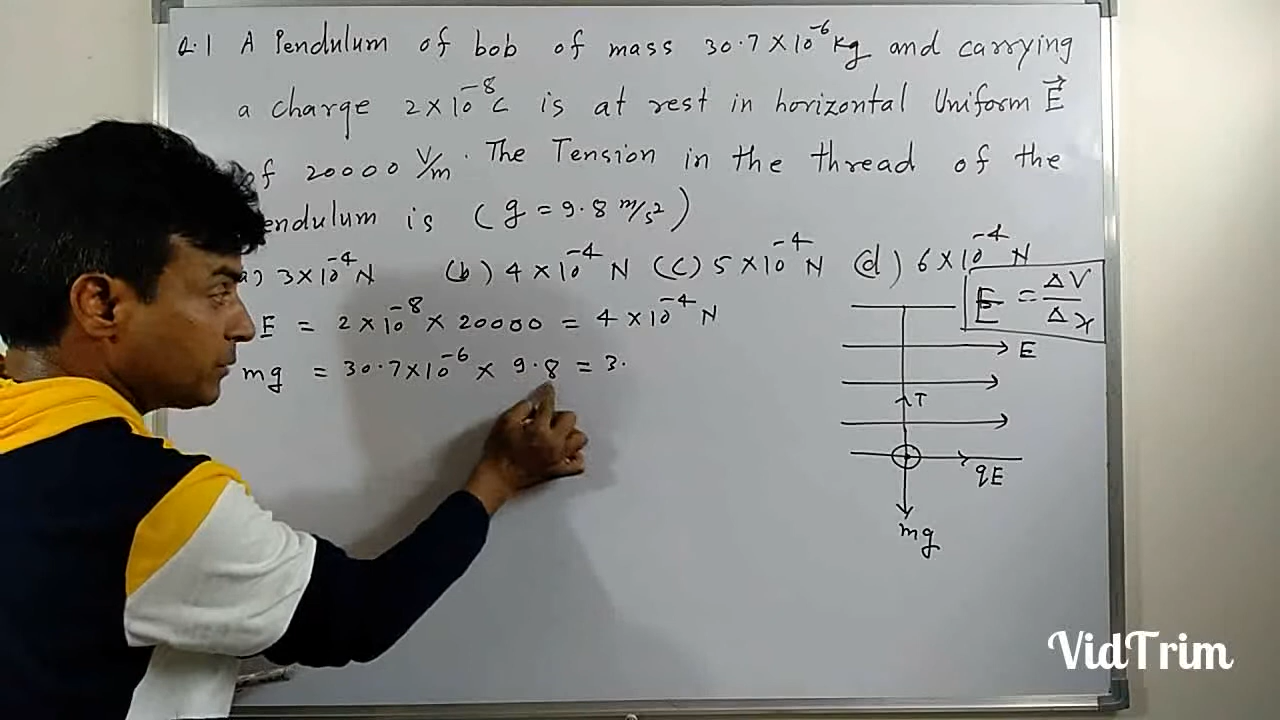 Q.1 A Pendulum of bob of mass 30.7 × 10⁻⁶ kg and carrying
a charge 2 × 10⁻⁸ C is at rest in horizontal Uniform E⃗
of 20000 V/m. The Tension in the thread of the
endulum is (g = 9.8 m/s²)
a) 3 × 10⁻⁴ N (b) 4 × 10⁻⁴ N (c) 5 × 10⁻⁴ N (d) 6 × 10⁻⁴ N
E = ΔV/Δx
E = 2 × 10⁻⁸ × 20000 = 4 × 10⁻⁴ N
mg = 30.7 × 10⁻⁶ × 9.8 = 3.
E
T
qE
mg
VidTrim